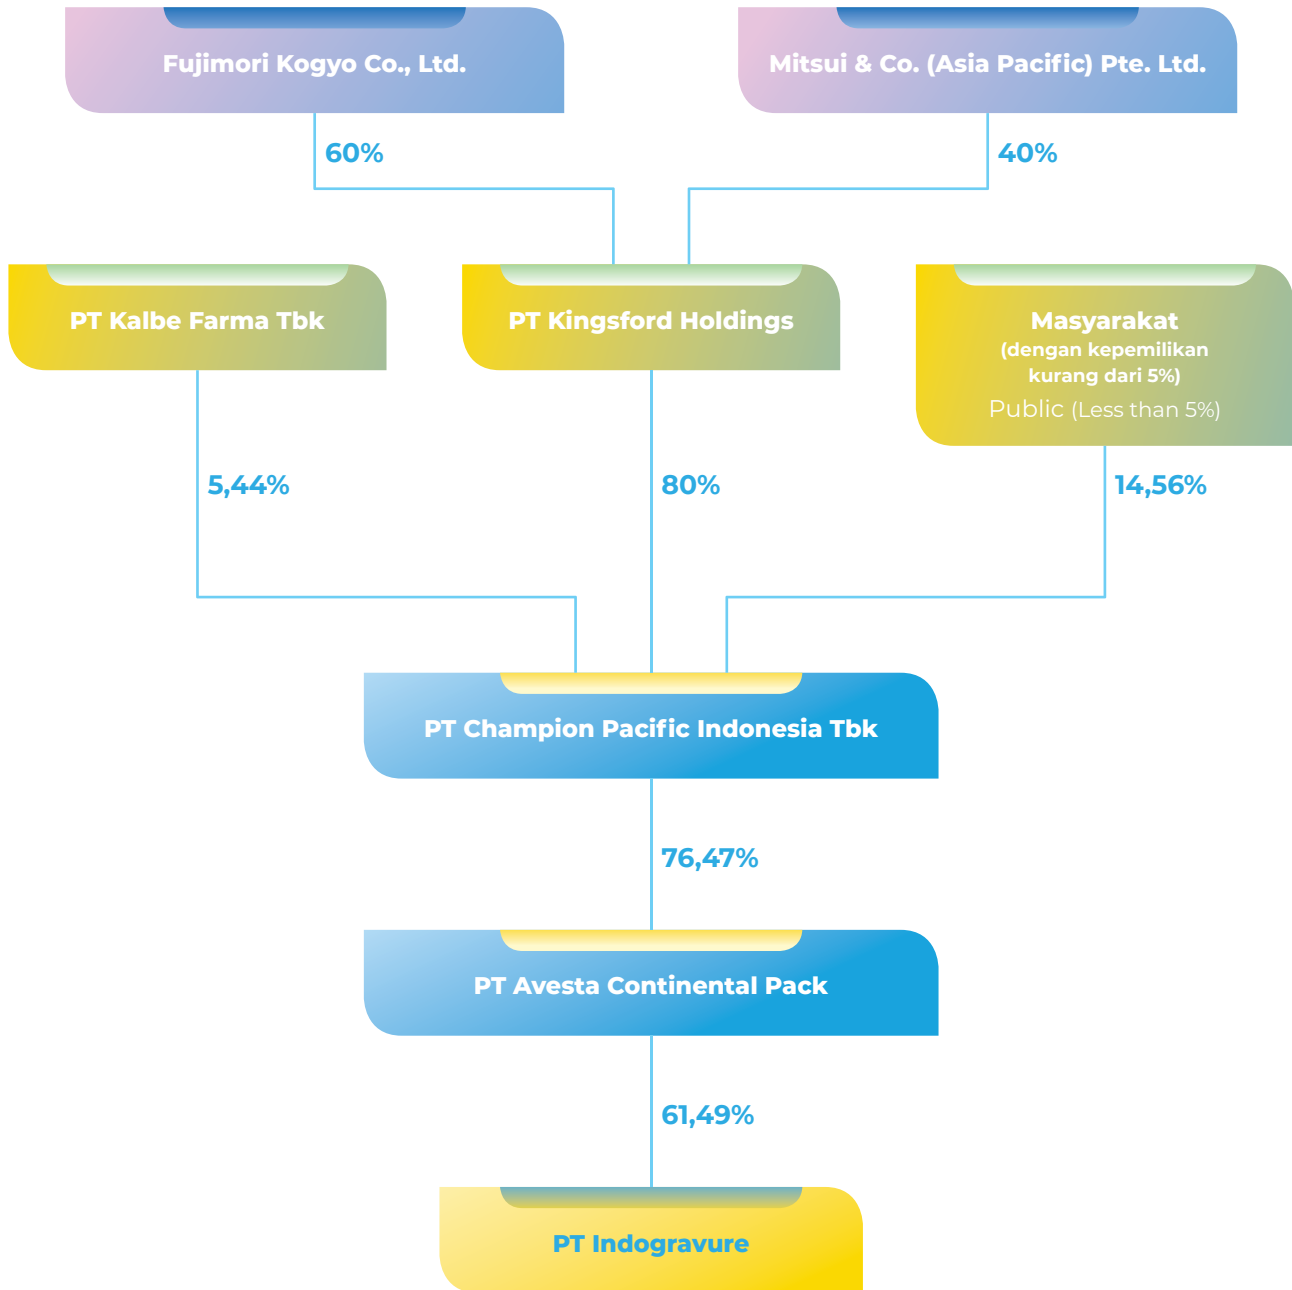 Fujimori Kogyo Co., Ltd.
Mitsui & Co. (Asia Pacific) Pte. Ltd.
60%
40%
PT Kalbe Farma Tbk
PT Kingsford Holdings
Masyarakat
(dengan kepemilikan
kurang dari 5%)
Public (Less than 5%)
5,44%
80%
14,56%
PT Champion Pacific Indonesia Tbk
76,47%
PT Avesta Continental Pack
61,49%
PT Indogravure